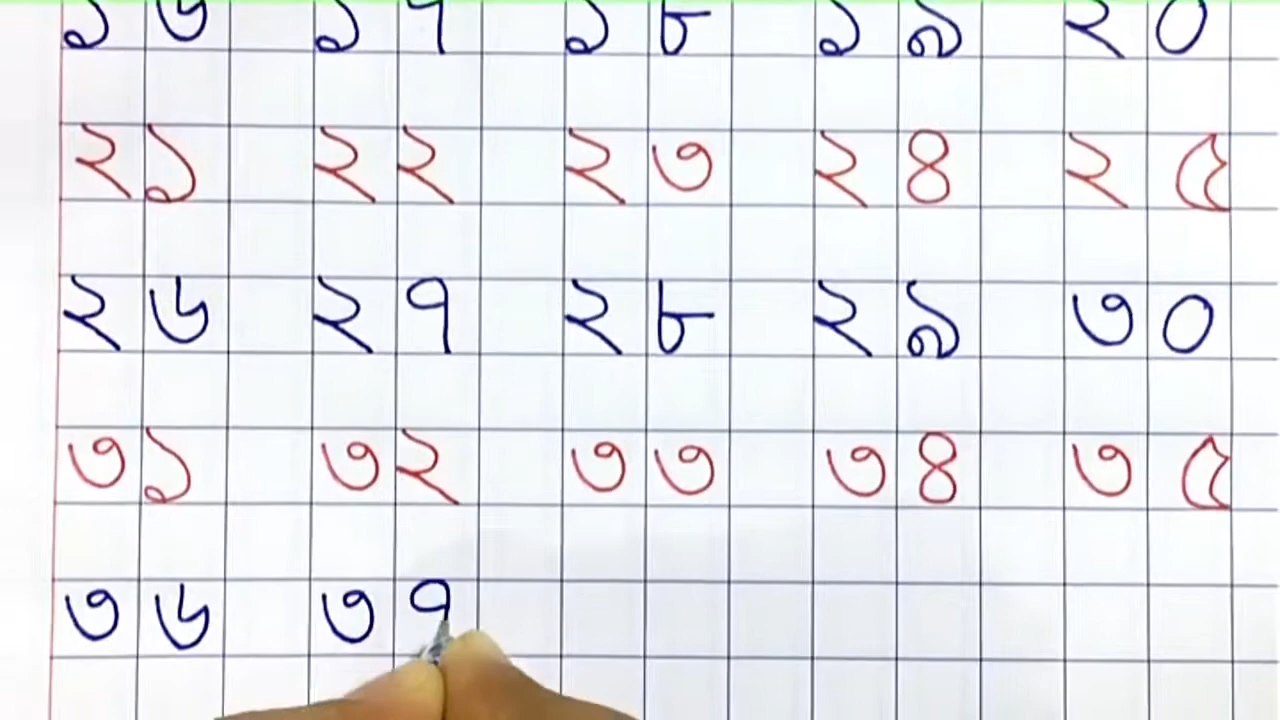 ১৬ ১৭ ১৮ ১৯ ২০
২১ ২২ ২৩ ২৪ ২৫
২৬ ২৭ ২৮ ২৯ ৩০
৩১ ৩২ ৩৩ ৩৪ ৩৫
৩৬ ৩৭